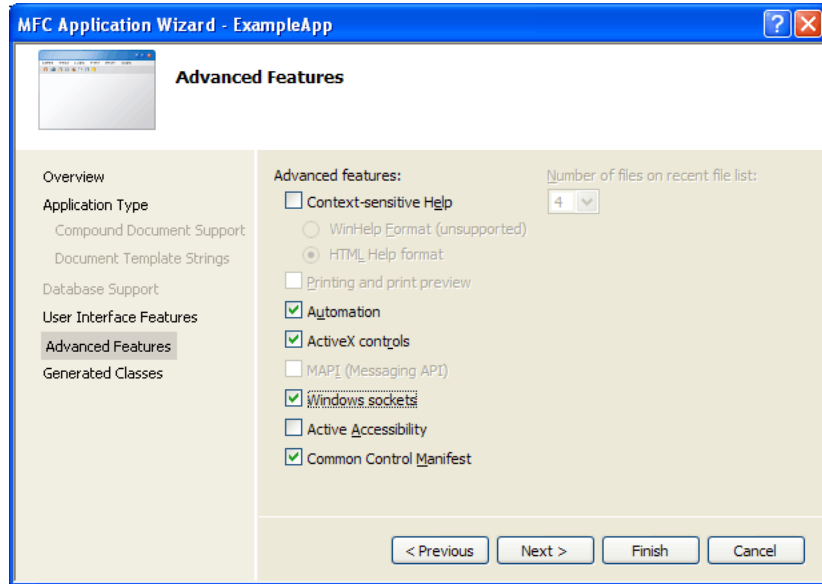 MFC Application Wizard - ExampleApp
Advanced Features
Overview
Application Type
Compound Document Support
Document Template Strings
Database Support
User Interface Features
Advanced Features
Generated Classes
Advanced features:
Context-sensitive Help
WinHelp Format (unsupported)
HTML Help format
Printing and print preview
Automation
ActiveX controls
MAPI (Messaging API)
Windows sockets
Active Accessibility
Common Control Manifest
Number of files on recent file list:
4
< Previous
Next >
Finish
Cancel